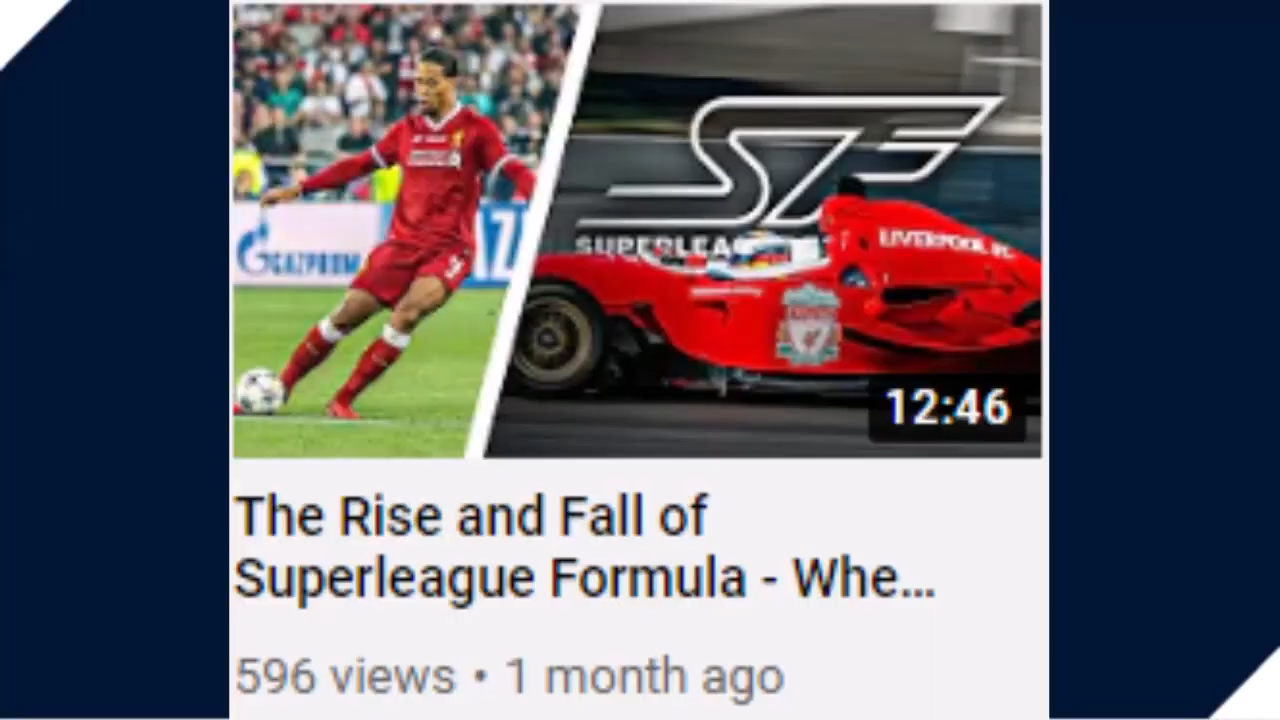 GAZPROM
SF
SUPERLEA
LIVERPOOL FC
12:46
The Rise and Fall of
Superleague Formula - Whe...
596 views • 1 month ago